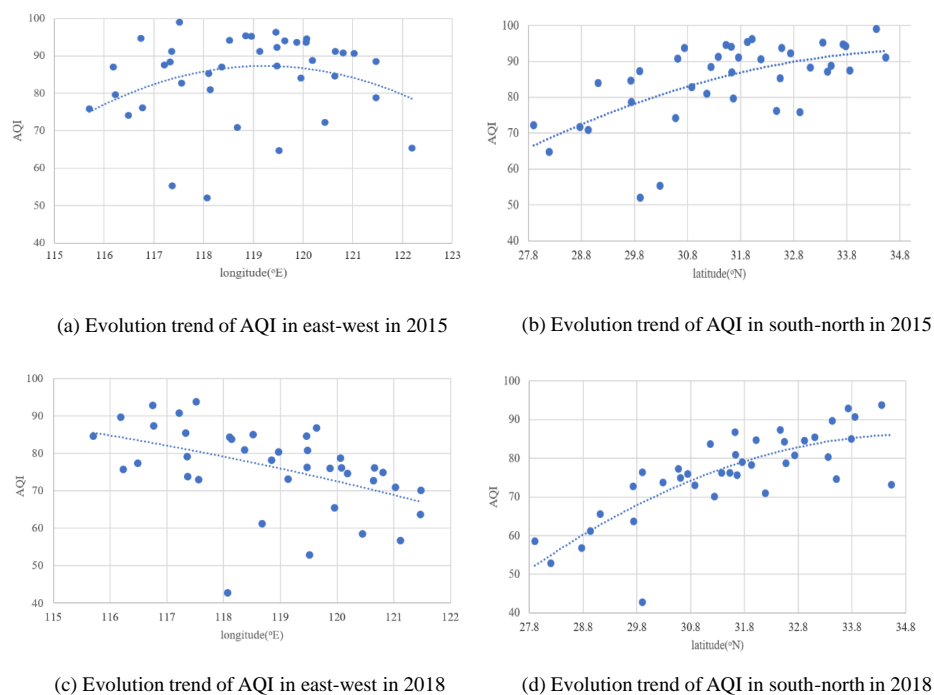 100
90
80
70
60
50
40
AQI
115 116 117 118 119 120 121 122 123
longitude(°E)
(a) Evolution trend of AQI in east-west in 2015
100
90
80
70
60
50
40
AQI
27.8 28.8 29.8 30.8 31.8 32.8 33.8 34.8
latitude(°N)
(b) Evolution trend of AQI in south-north in 2015
100
90
80
70
60
50
40
AQI
115 116 117 118 119 120 121 122
longitude(°E)
(c) Evolution trend of AQI in east-west in 2018
100
90
80
70
60
50
40
AQI
27.8 28.8 29.8 30.8 31.8 32.8 33.8 34.8
latitude(°N)
(d) Evolution trend of AQI in south-north in 2018